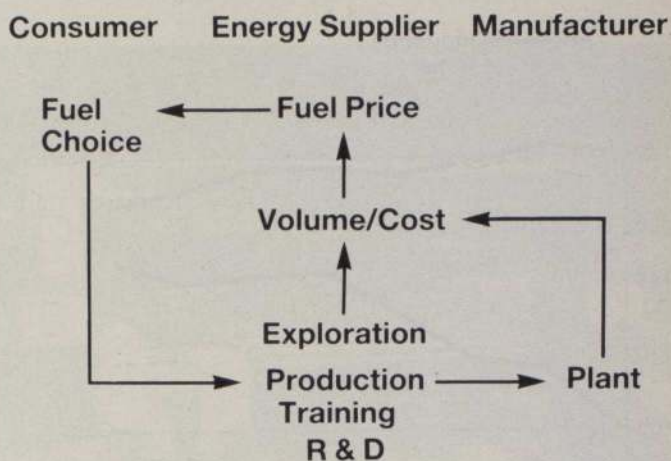 Consumer Energy Supplier Manufacturer
Fuel Choice
Fuel Price
Volume/Cost
Exploration
Production
Training
R & D
Plant